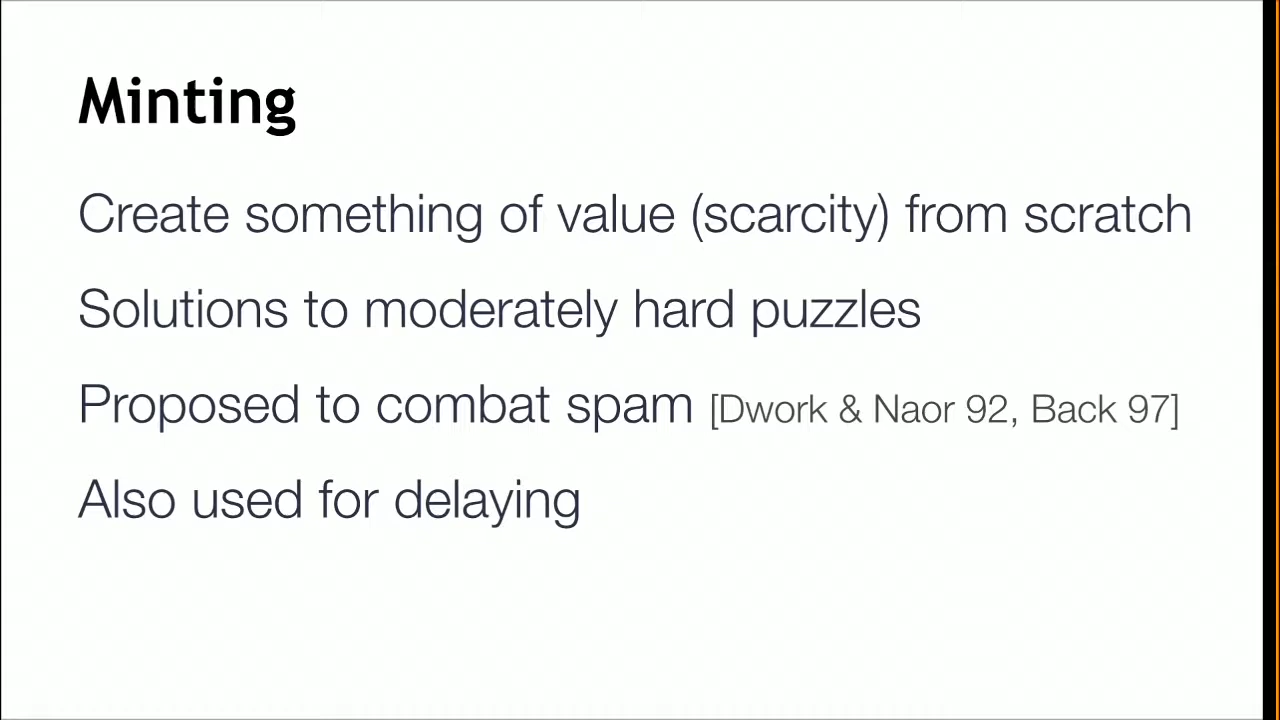 Minting
Create something of value (scarcity) from scratch
Solutions to moderately hard puzzles
Proposed to combat spam [Dwork & Naor 92, Back 97]
Also used for delaying